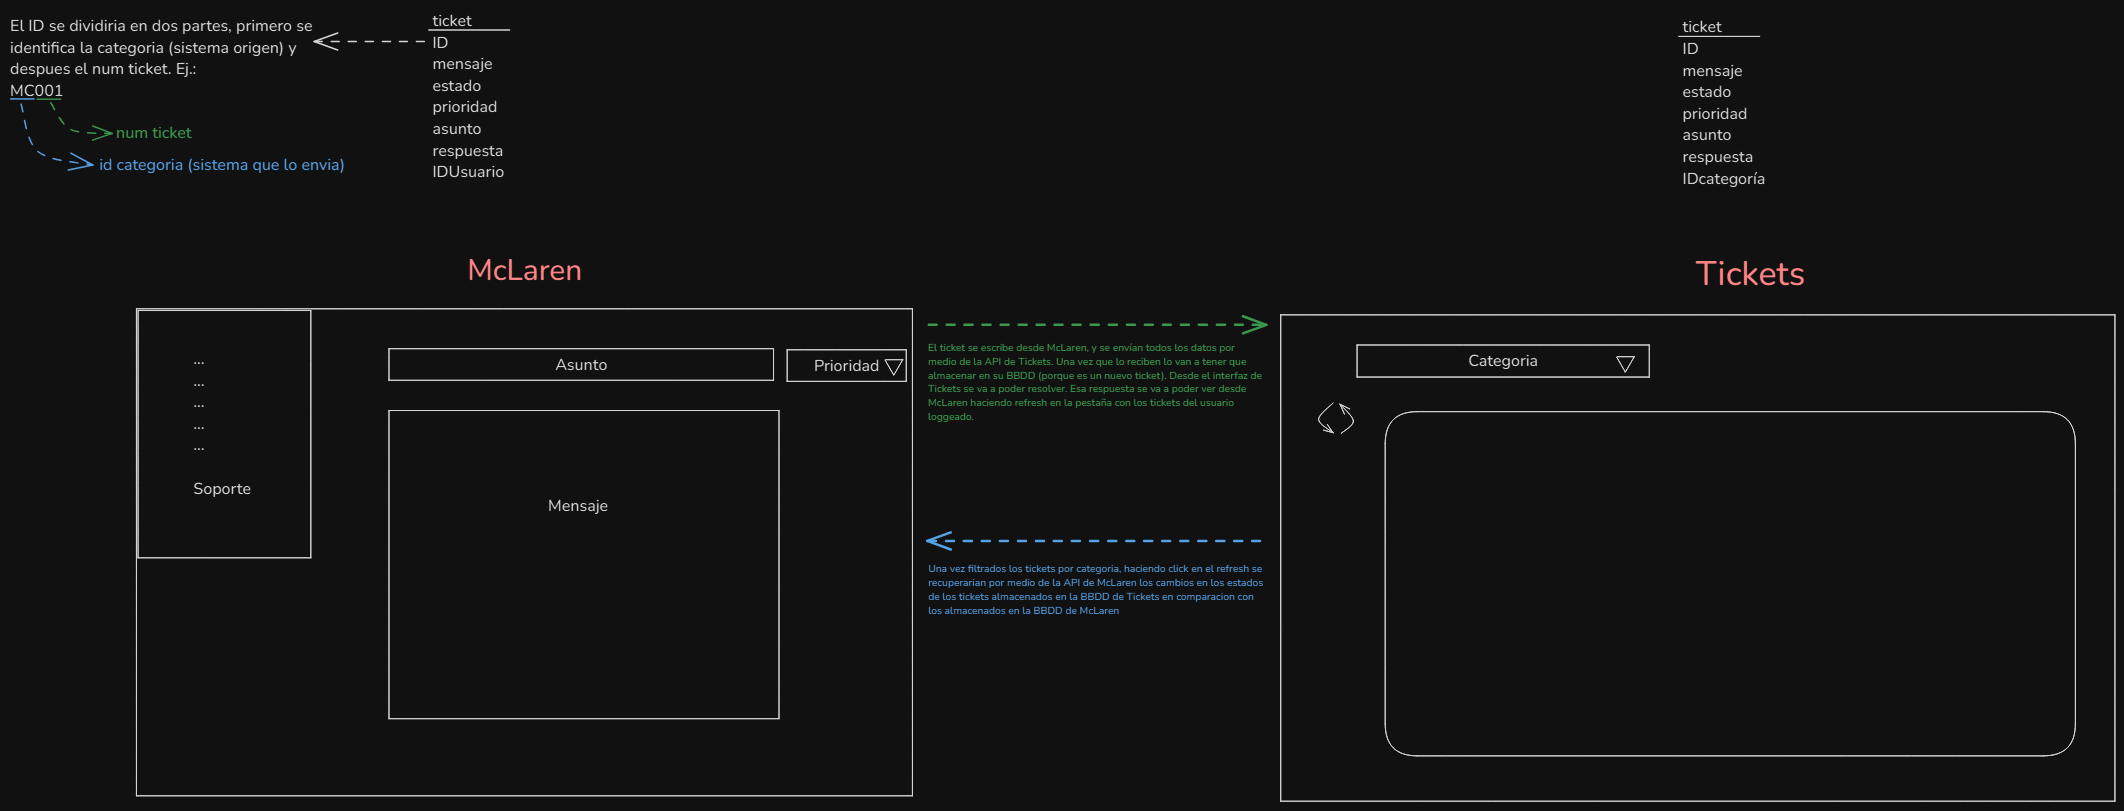 El ID se dividiria en dos partes, primero se
identifica la categoria (sistema origen) y
despues el num ticket. Ej.:
MC001
num ticket
id categoria (sistema que lo envia)
ticket
ID
mensaje
estado
prioridad
asunto
respuesta
IDUsuario
ticket
ID
mensaje
estado
prioridad
asunto
respuesta
IDcategoría
McLaren
...
...
...
...
...
Soporte
Asunto
Prioridad
Mensaje
El ticket se escribe desde McLaren, y se envían todos los datos por
medio de la API de Tickets. Una vez que lo reciben lo van a tener que
almacenar en su BBDD (porque es un nuevo ticket). Desde el interfaz de
Tickets se va a poder resolver. Esa respuesta se va a poder ver desde
McLaren haciendo refresh en la pestaña con los tickets del usuario
loggeado.
Una vez filtrados los tickets por categoria, haciendo click en el refresh se
recuperarian por medio de la API de McLaren los cambios en los estados
de los tickets almacenados en la BBDD de Tickets en comparacion con
los almacenados en la BBDD de McLaren
Tickets
Categoria